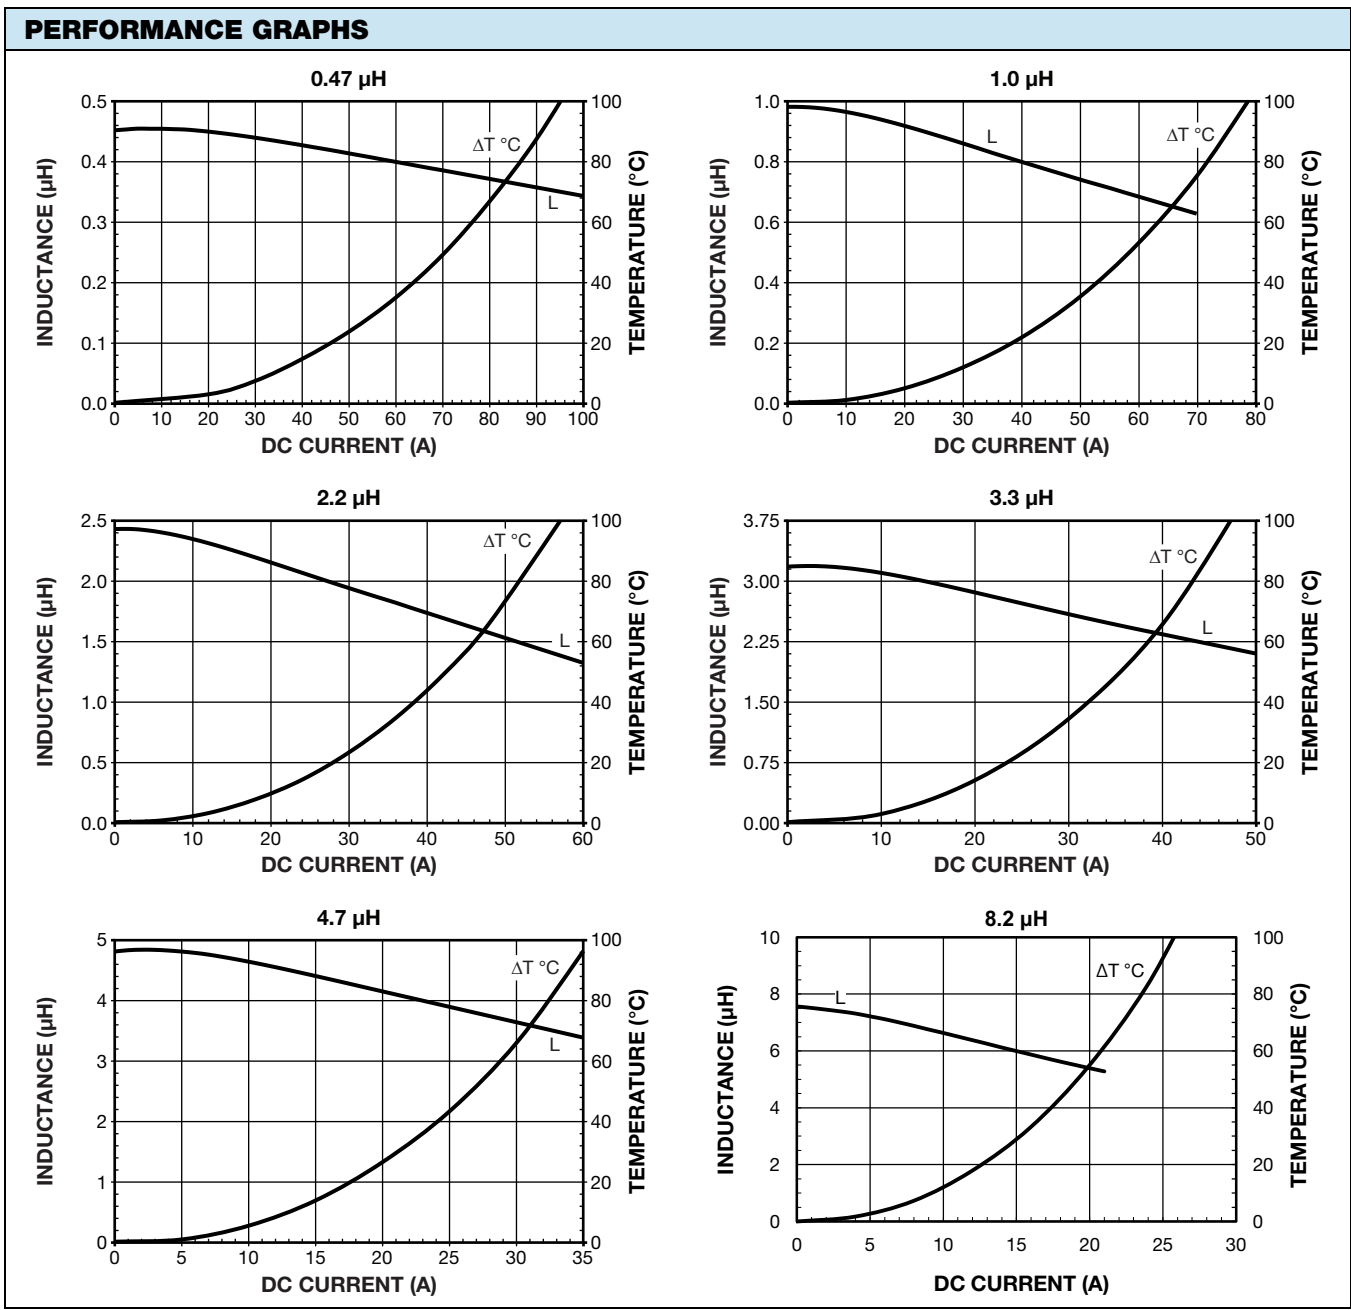 PERFORMANCE GRAPHS
0.47 µH
INDUCTANCE (µH)
0.5
0.4
0.3
0.2
0.1
0.0
ΔT °C
L
100
80
60
40
20
0
TEMPERATURE (°C)
0 10 20 30 40 50 60 70 80 90 100
DC CURRENT (A)
1.0 µH
INDUCTANCE (µH)
1.0
0.8
0.6
0.4
0.2
0.0
L
ΔT °C
100
80
60
40
20
0
TEMPERATURE (°C)
0 10 20 30 40 50 60 70 80
DC CURRENT (A)
2.2 µH
INDUCTANCE (µH)
2.5
2.0
1.5
1.0
0.5
0.0
ΔT °C
L
100
80
60
40
20
0
TEMPERATURE (°C)
0 10 20 30 40 50 60
DC CURRENT (A)
3.3 µH
INDUCTANCE (µH)
3.75
3.00
2.25
1.50
0.75
0.00
ΔT °C
L
100
80
60
40
20
0
TEMPERATURE (°C)
0 10 20 30 40 50
DC CURRENT (A)
4.7 µH
INDUCTANCE (µH)
5
4
3
2
1
0
ΔT °C
L
100
80
60
40
20
0
TEMPERATURE (°C)
0 5 10 15 20 25 30 35
DC CURRENT (A)
8.2 µH
INDUCTANCE (µH)
10
8
6
4
2
0
ΔT °C
L
100
80
60
40
20
0
TEMPERATURE (°C)
0 5 10 15 20 25 30
DC CURRENT (A)